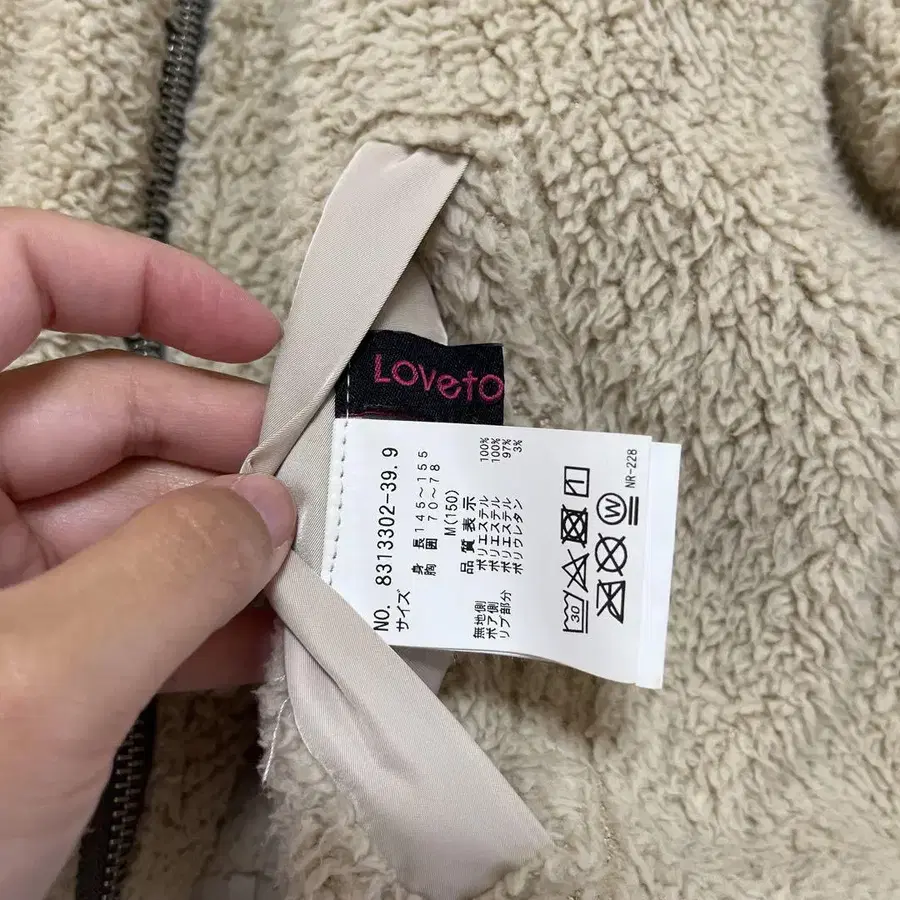 Loveto
NO. 8313302-39.9
サイズ
身 長 145～155
胸 囲 70～78
M(150)
品 質 表 示
無地側 ポリエステル 100%
ボア側 ポリエステル 100%
リブ部分 ポリエステル 97%
ポリウレタン 3%
30
1
W
NR-228